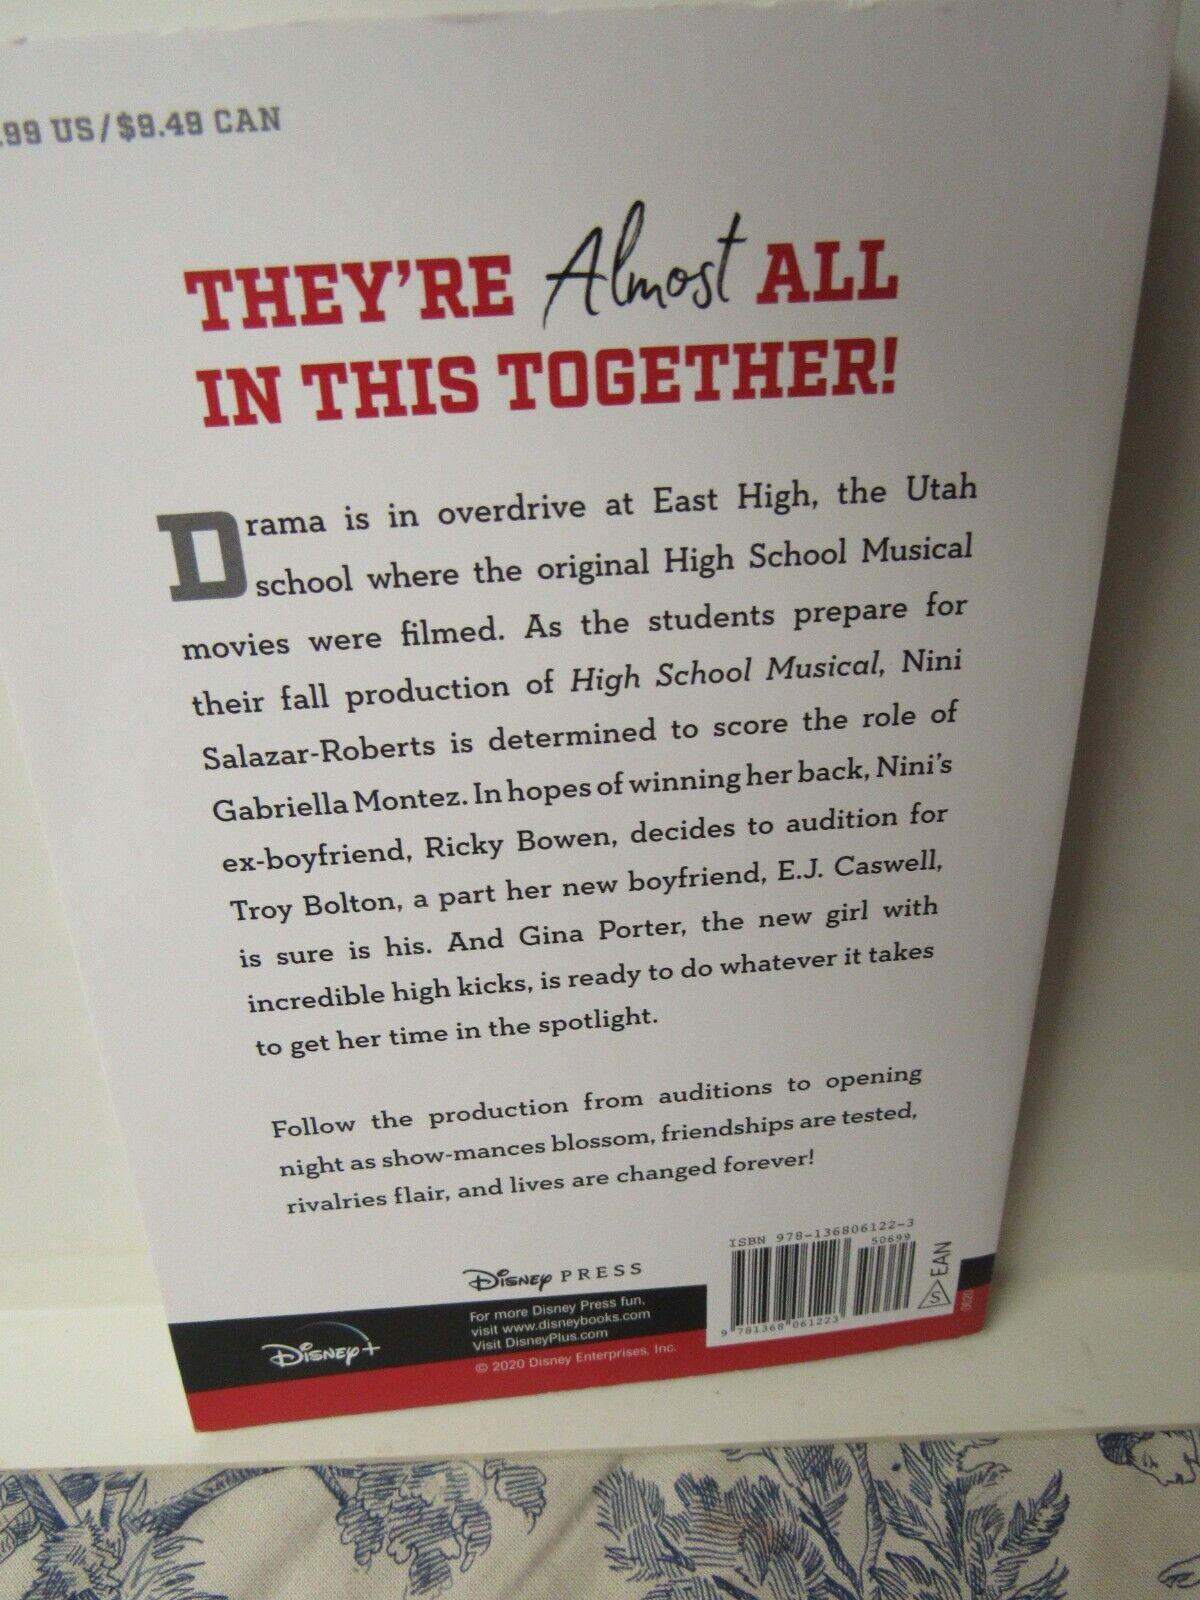 .99 US/$9.49 CAN
THEY'RE Almost ALL
IN THIS TOGETHER!
Drama is in overdrive at East High, the Utah
school where the original High School Musical
movies were filmed. As the students prepare for
their fall production of High School Musical, Nini
Salazar-Roberts is determined to score the role of
Gabriella Montez. In hopes of winning her back, Nini's
ex-boyfriend, Ricky Bowen, decides to audition for
Troy Bolton, a part her new boyfriend, E.J. Caswell,
is sure is his. And Gina Porter, the new girl with
incredible high kicks, is ready to do whatever it takes
to get her time in the spotlight.
Follow the production from auditions to opening
night as show-mances blossom, friendships are tested,
rivalries flair, and lives are changed forever!
ISBN 978-136806122-3
50699
9 781368 061223
S EAN
0620
Disney PRESS
For more Disney Press fun,
visit www.disneybooks.com
Visit DisneyPlus.com
Disney+
© 2020 Disney Enterprises, Inc.